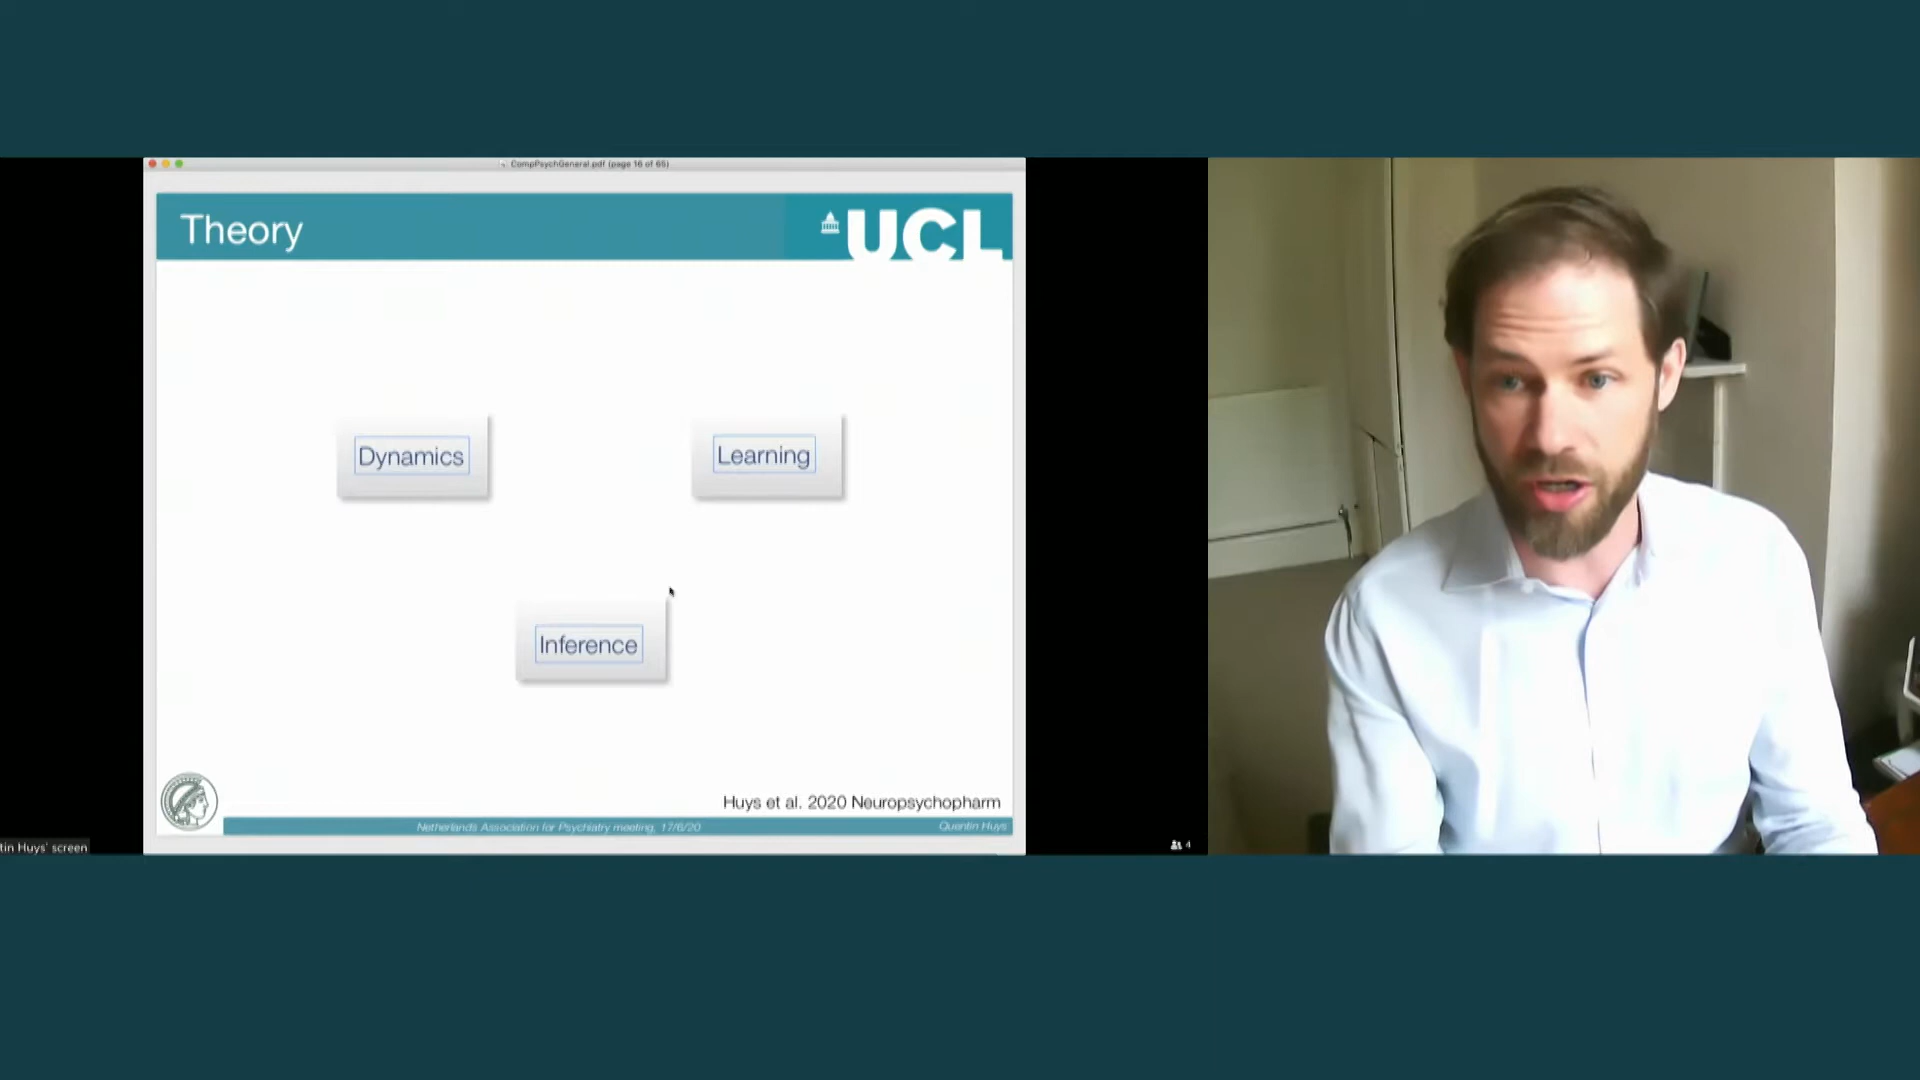 CompPsychGeneral.pdf (page 16 of 65)
Theory
UCL
Dynamics
Learning
Inference
Huys et al. 2020 Neuropsychopharm
Netherlands Association for Psychiatry meeting, 17/6/20
Quentin Huys
tin Huys' screen
4